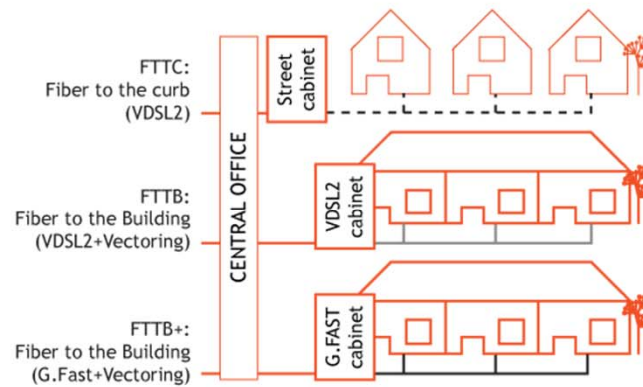 FTTC:
Fiber to the curb
(VDSL2)
Street
cabinet
CENTRAL OFFICE
FTTB:
Fiber to the Building
(VDSL2+Vectoring)
VDSL2
cabinet
FTTB+:
Fiber to the Building
(G.Fast+Vectoring)
G.FAST
cabinet